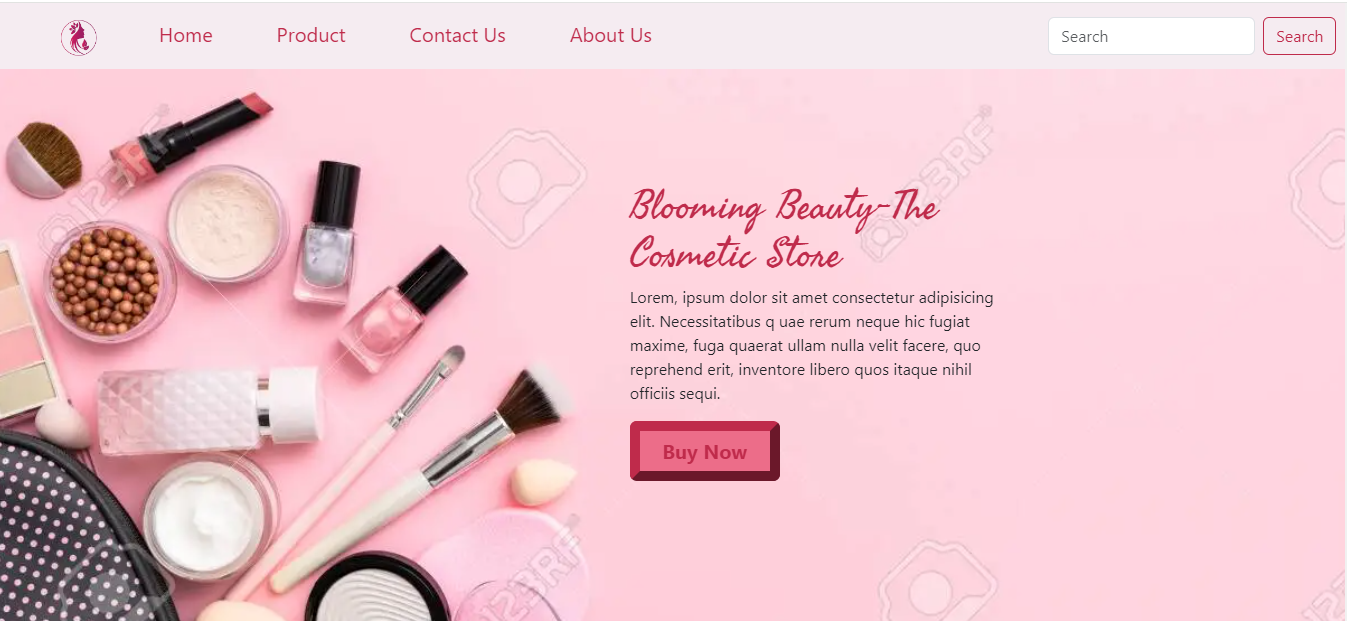 Home Product Contact Us About Us Search Search
123RF
123RF
Blooming Beauty-The
Cosmetic Store
Lorem, ipsum dolor sit amet consectetur adipisicing
elit. Necessitatibus q uae rerum neque hic fugiat
maxime, fuga quaerat ullam nulla velit facere, quo
reprehend erit, inventore libero quos itaque nihil
officiis sequi.
Buy Now
123RF